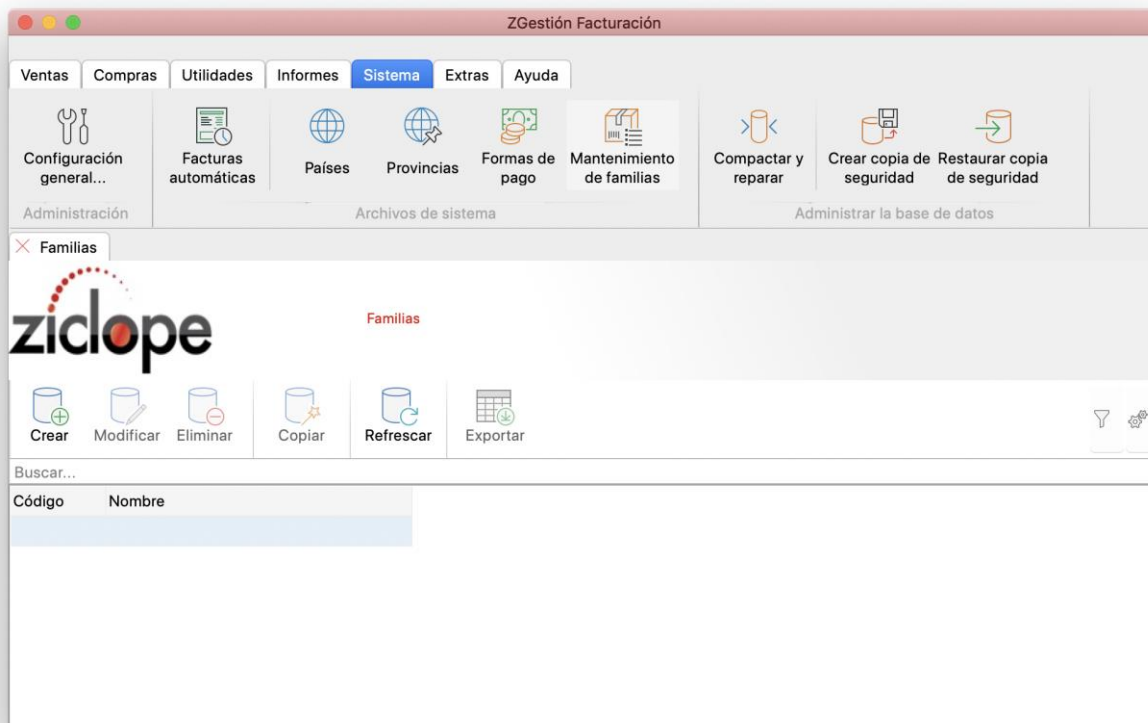 ZGestión Facturación
Ventas Compras Utilidades Informes Sistema Extras Ayuda
Configuración general...
Facturas automáticas
Países
Provincias
Formas de pago
Mantenimiento de familias
Compactar y reparar
Crear copia de seguridad
Restaurar copia de seguridad
Administración
Archivos de sistema
Administrar la base de datos
Familias
ziclope
Familias
Crear Modificar Eliminar Copiar Refrescar Exportar
Buscar...
Código Nombre